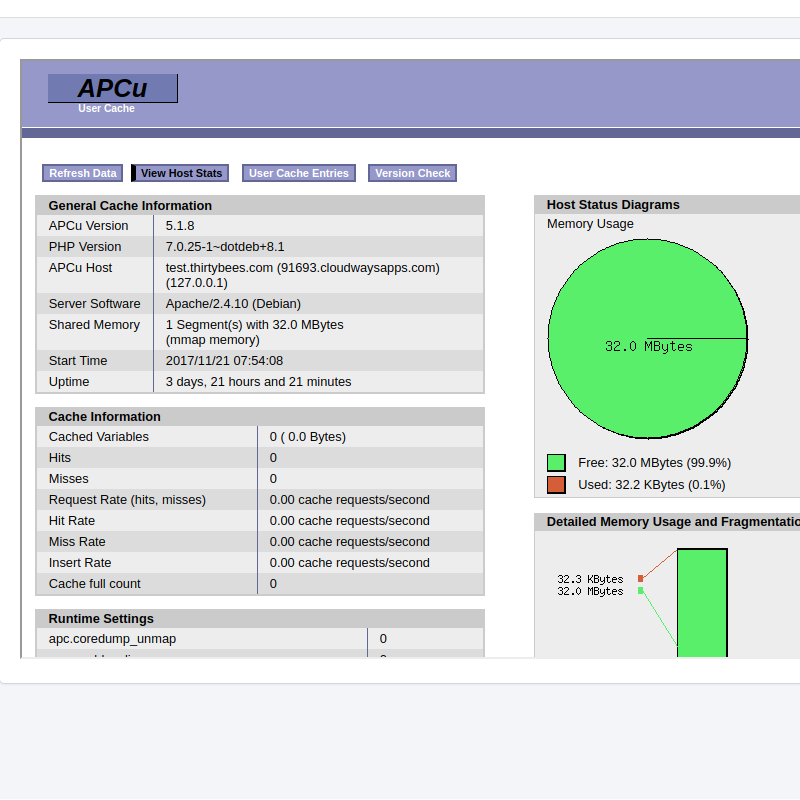 APCu
User Cache
Refresh Data
View Host Stats
User Cache Entries
Version Check
General Cache Information
APCu Version 5.1.8
PHP Version 7.0.25-1~dotdeb+8.1
APCu Host test.thirtybees.com (91693.cloudwaysapps.com)
(127.0.0.1)
Server Software Apache/2.4.10 (Debian)
Shared Memory 1 Segment(s) with 32.0 MBytes
(mmap memory)
Start Time 2017/11/21 07:54:08
Uptime 3 days, 21 hours and 21 minutes
Cache Information
Cached Variables 0 ( 0.0 Bytes)
Hits 0
Misses 0
Request Rate (hits, misses) 0.00 cache requests/second
Hit Rate 0.00 cache requests/second
Miss Rate 0.00 cache requests/second
Insert Rate 0.00 cache requests/second
Cache full count 0
Runtime Settings
apc.coredump_unmap 0
Host Status Diagrams
Memory Usage
32.0 MBytes
Free: 32.0 MBytes (99.9%)
Used: 32.2 KBytes (0.1%)
Detailed Memory Usage and Fragmentatio
32.3 KBytes
32.0 MBytes